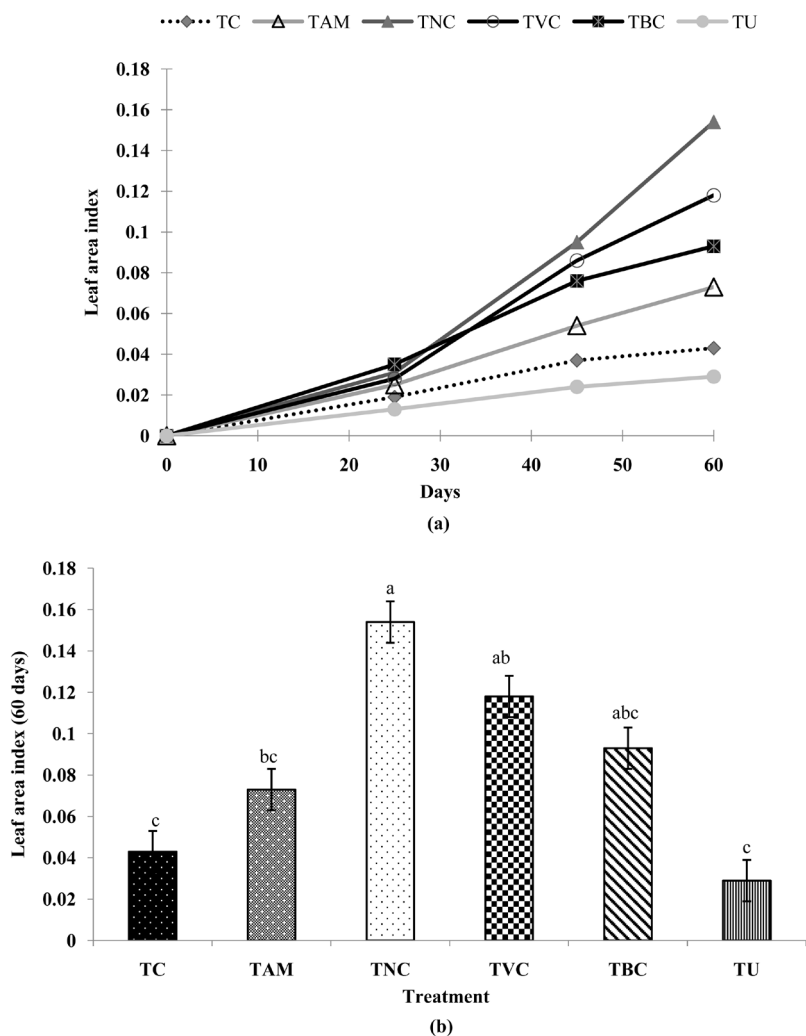 TC TAM TNC TVC TBC TU
0.18
0.16
0.14
0.12
0.1
0.08
0.06
0.04
0.02
0
Leaf area index
0 10 20 30 40 50 60
Days
(a)
0.18
0.16
0.14
0.12
0.1
0.08
0.06
0.04
0.02
0
Leaf area index (60 days)
c
bc
a
ab
abc
c
TC TAM TNC TVC TBC TU
Treatment
(b)